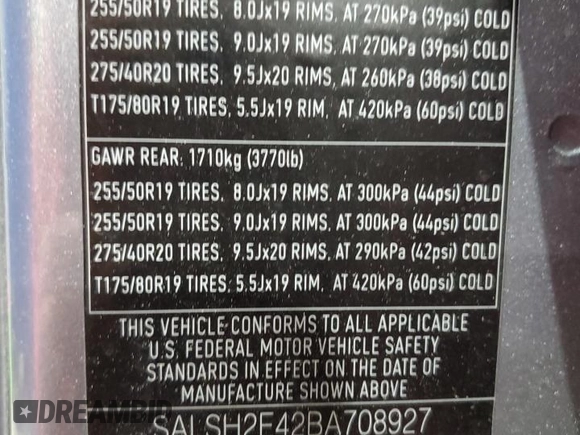 255/50R19 TIRES, 8.0Jx19 RIMS, AT 270kPa (39psi) COLD
255/50R19 TIRES, 9.0Jx19 RIMS, AT 270kPa (39psi) COLD
275/40R20 TIRES, 9.5Jx20 RIMS, AT 260kPa (38psi) COLD
T175/80R19 TIRES, 5.5Jx19 RIM, AT 420kPa (60psi) COLD
GAWR REAR: 1710kg (3770lb)
255/50R19 TIRES, 8.0Jx19 RIMS, AT 300kPa (44psi) COLD
255/50R19 TIRES, 9.0Jx19 RIMS, AT 300kPa (44psi) COLD
275/40R20 TIRES, 9.5Jx20 RIMS, AT 290kPa (42psi) COLD
T175/80R19 TIRES, 5.5Jx19 RIM, AT 420kPa (60psi) COLD
THIS VEHICLE CONFORMS TO ALL APPLICABLE
U.S. FEDERAL MOTOR VEHICLE SAFETY
STANDARDS IN EFFECT ON THE DATE OF
MANUFACTURE SHOWN ABOVE
SALSH2E42BA708927
DREAMBID